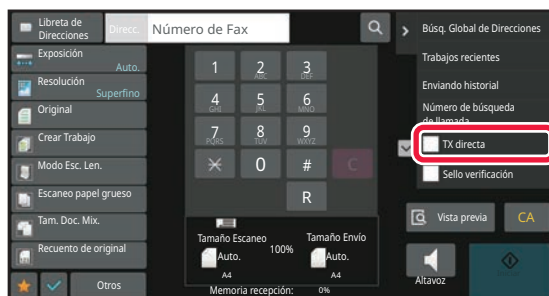 Libreta de
Direcciones
Direcc.
Número de Fax
Exposición
Auto.
Resolución
Superfino
Original
Crear Trabajo
Modo Esc. Len.
Escaneo papel grueso
Tam. Doc. Mix.
Recuento de original
Otros
1
2
ABC
3
DEF
4
GHI
5
JKL
6
MNO
7
PQRS
8
TUV
9
WXYZ
0
#
C
R
Tamaño Escaneo
100%
Tamaño Envío
Auto.
A4
Auto.
A4
Memoria recepción: 0%
Búsq. Global de Direcciones
Trabajos recientes
Enviando historial
Número de búsqueda
de llamada
TX directa
Sello verificación
Vista previa
CA
Altavoz